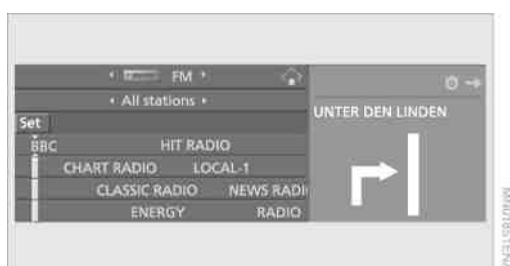 FM
All stations
UNTER DEN LINDEN
Set
BBC HIT RADIO
CHART RADIO LOCAL-1
CLASSIC RADIO NEWS RADI
ENERGY RADIO